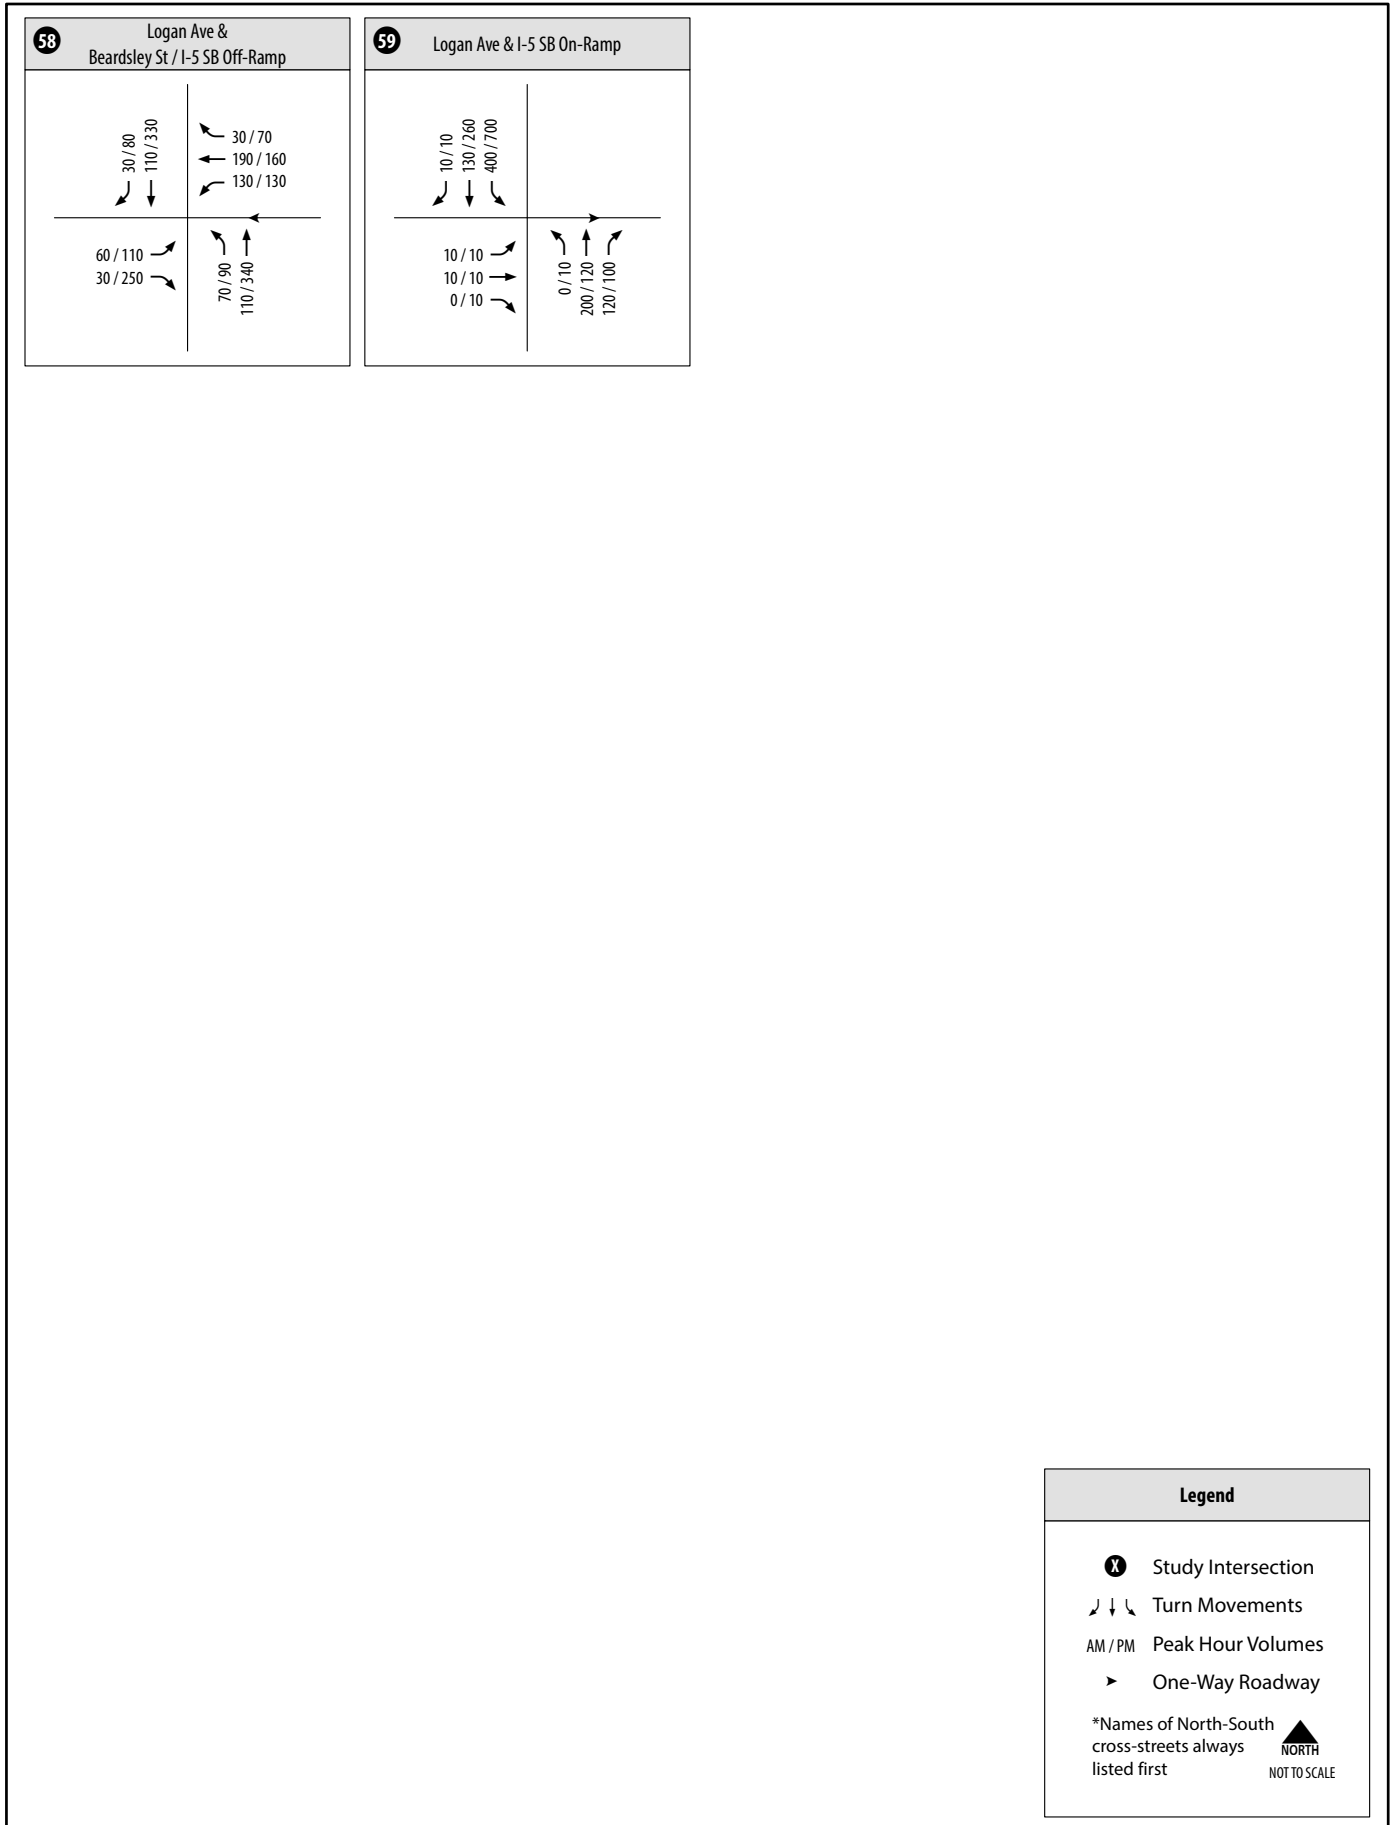 58
Logan Ave &
Beardsley St / I-5 SB Off-Ramp
30 / 80
110 / 330
30 / 70
190 / 160
130 / 130
60 / 110
30 / 250
70 / 90
110 / 340
59
Logan Ave & I-5 SB On-Ramp
10 / 10
130 / 260
400 / 700
10 / 10
10 / 10
0 / 10
0 / 10
200 / 120
120 / 100
Legend
X Study Intersection
Turn Movements
AM / PM Peak Hour Volumes
One-Way Roadway
*Names of North-South
cross-streets always
listed first
NORTH
NOT TO SCALE